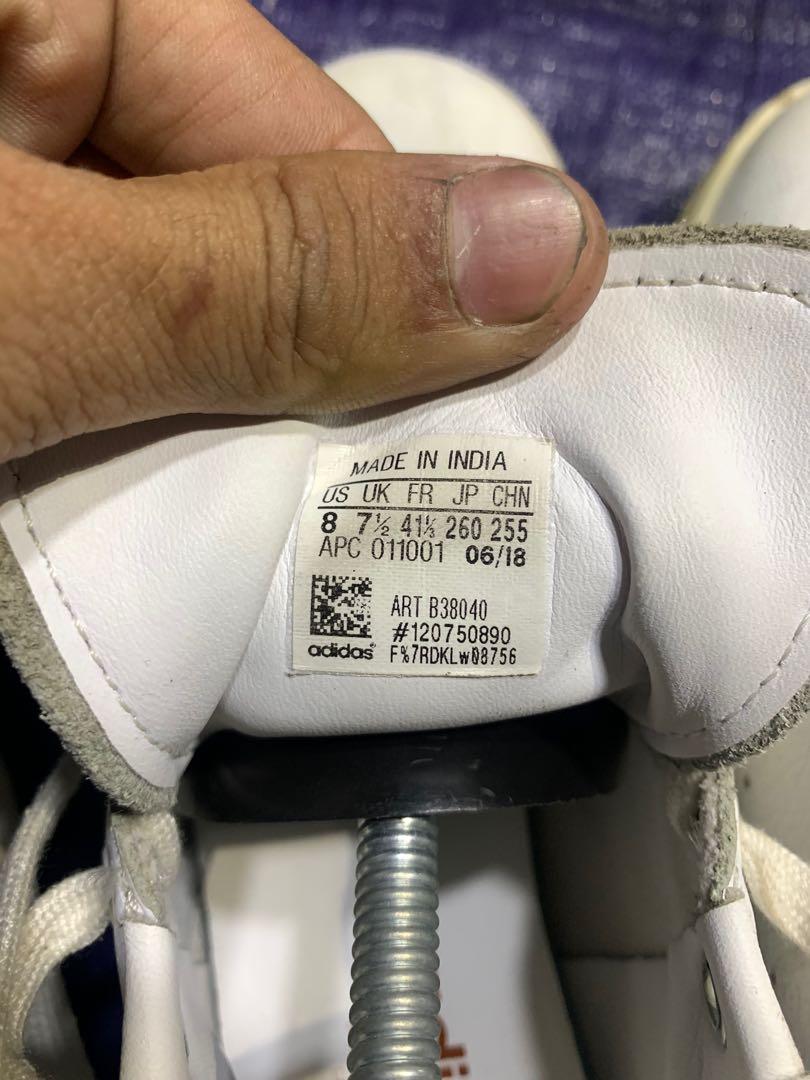 MADE IN INDIA
US UK FR JP CHN
8 7½ 41⅓ 260 255
APC 011001 06/18
ART B38040
#120750890
adidas F%7RDKLW08756